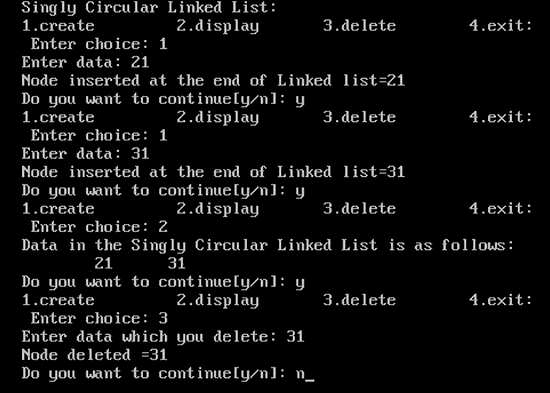 Singly Circular Linked List:
1.create 2.display 3.delete 4.exit:
Enter choice: 1
Enter data: 21
Node inserted at the end of Linked list=21
Do you want to continue[y/n]: y
1.create 2.display 3.delete 4.exit:
Enter choice: 1
Enter data: 31
Node inserted at the end of Linked list=31
Do you want to continue[y/n]: y
1.create 2.display 3.delete 4.exit:
Enter choice: 2
Data in the Singly Circular Linked List is as follows:
21 31
Do you want to continue[y/n]: y
1.create 2.display 3.delete 4.exit:
Enter choice: 3
Enter data which you delete: 31
Node deleted =31
Do you want to continue[y/n]: n_